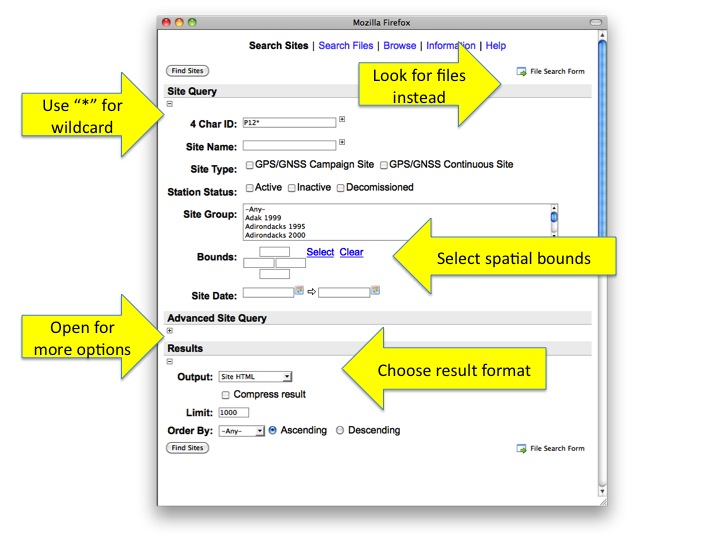 Mozilla Firefox
Search Sites | Search Files | Browse | Information | Help
Find Sites
File Search Form
Look for files
instead
Site Query
Use “*” for
wildcard
4 Char ID: P12*
Site Name:
Site Type: GPS/GNSS Campaign Site GPS/GNSS Continuous Site
Station Status: Active Inactive Decomissioned
Site Group: -Any-
Adak 1999
Adirondacks 1995
Adirondacks 2000
Bounds: Select Clear
Select spatial bounds
Site Date:
Advanced Site Query
Open for
more options
Results
Output: Site HTML
Choose result format
Compress result
Limit: 1000
Order By: -Any- Ascending Descending
Find Sites
File Search Form